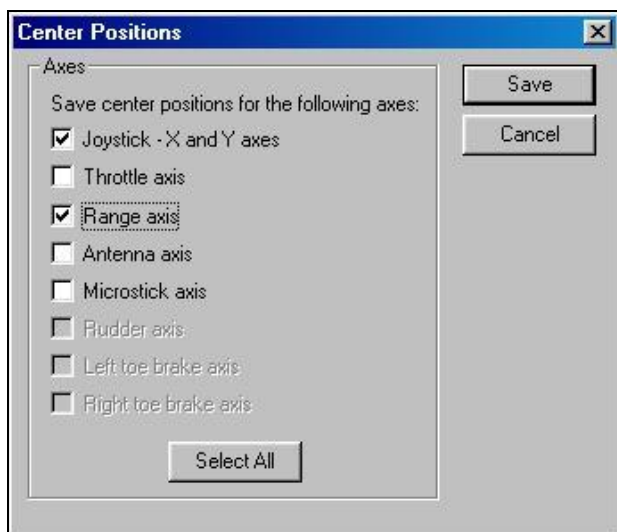 Center Positions
Axes
Save center positions for the following axes:
Joystick - X and Y axes
Throttle axis
Range axis
Antenna axis
Microstick axis
Rudder axis
Left toe brake axis
Right toe brake axis
Select All
Save
Cancel